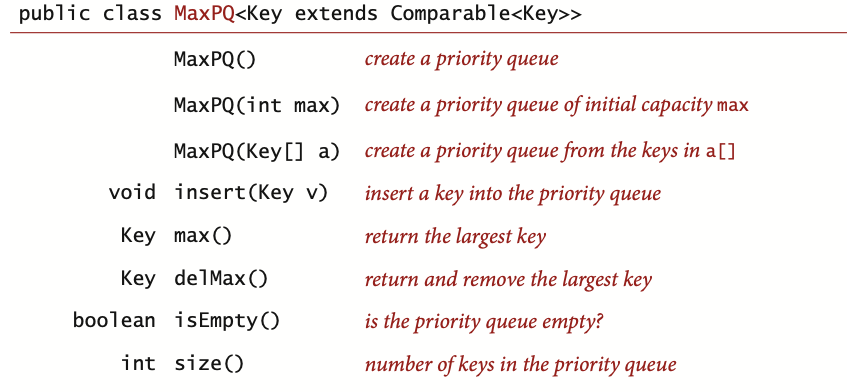 public class MaxPQ<Key extends Comparable<Key>>
MaxPQ() create a priority queue
MaxPQ(int max) create a priority queue of initial capacity max
MaxPQ(Key[] a) create a priority queue from the keys in a[]
void insert(Key v) insert a key into the priority queue
Key max() return the largest key
Key delMax() return and remove the largest key
boolean isEmpty() is the priority queue empty?
int size() number of keys in the priority queue